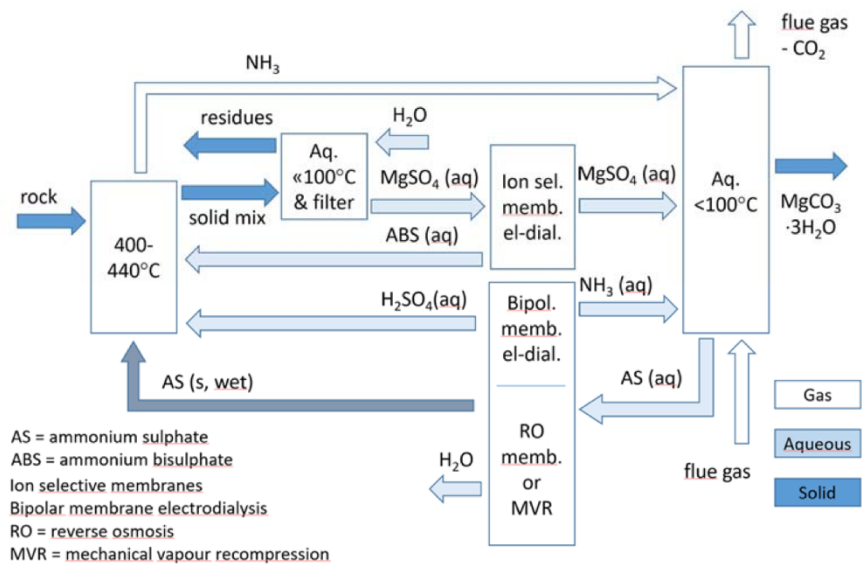 flue gas
- CO₂
NH₃
residues
H₂O
Aq.
«100°C
& filter
MgSO₄ (aq)
Ion sel.
memb.
el-dial.
MgSO₄ (aq)
Aq.
<100°C
MgCO₃
·3H₂O
rock
solid mix
400-
440°C
ABS (aq)
H₂SO₄(aq)
Bipol.
memb.
el-dial.
NH₃ (aq)
AS (s, wet)
AS (aq)
RO
memb.
or
MVR
H₂O
flue gas
Gas
Aqueous
Solid
AS = ammonium sulphate
ABS = ammonium bisulphate
Ion selective membranes
Bipolar membrane electrodialysis
RO = reverse osmosis
MVR = mechanical vapour recompression